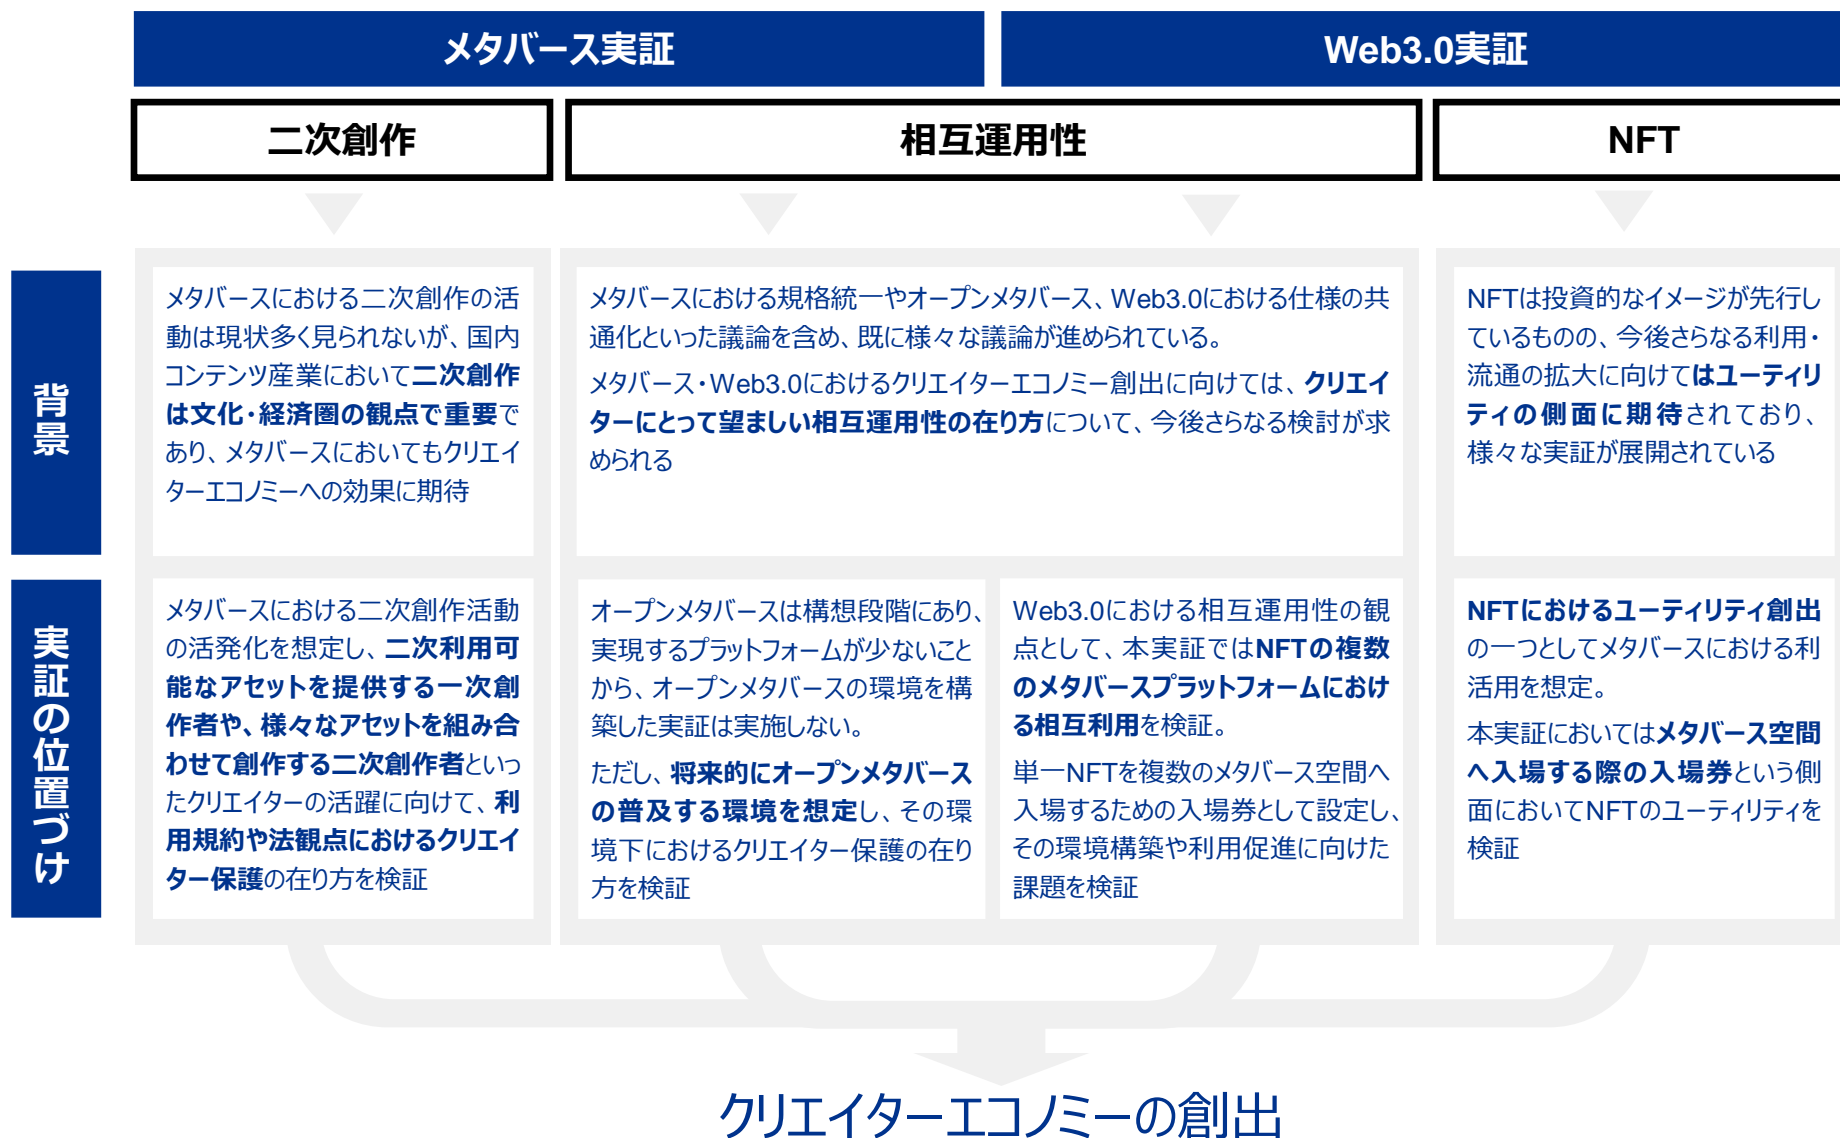 メタバース実証
Web3.0実証
二次創作
相互運用性
NFT
背景
メタバースにおける二次創作の活
動は現状多く見られないが、国内
コンテンツ産業において二次創作
は文化・経済圏の観点で重要で
あり、メタバースにおいてもクリエイ
ターエコノミーへの効果に期待
メタバースにおける規格統一やオープンメタバース、Web3.0における仕様の共
通化といった議論を含め、既に様々な議論が進められている。
メタバース・Web3.0におけるクリエイターエコノミー創出に向けては、クリエイ
ターにとって望ましい相互運用性の在り方について、今後さらなる検討が求
められる
NFTは投資的なイメージが先行し
ているものの、今後さらなる利用・
流通の拡大に向けてはユーティリ
ティの側面に期待されており、
様々な実証が展開されている
実証の位置づけ
メタバースにおける二次創作活動
の活発化を想定し、二次利用可
能なアセットを提供する一次創
作者や、様々なアセットを組み合
わせて創作する二次創作者といっ
たクリエイターの活躍に向けて、利
用規約や法観点におけるクリエイ
ター保護の在り方を検証
オープンメタバースは構想段階にあり、
実現するプラットフォームが少ないこと
から、オープンメタバースの環境を構
築した実証は実施しない。
ただし、将来的にオープンメタバース
の普及する環境を想定し、その環
境下におけるクリエイター保護の在り
方を検証
Web3.0における相互運用性の観
点として、本実証ではNFTの複数
のメタバースプラットフォームにおけ
る相互利用を検証。
単一NFTを複数のメタバース空間へ
入場するための入場券として設定し、
その環境構築や利用促進に向けた
課題を検証
NFTにおけるユーティリティ創出
の一つとしてメタバースにおける利
活用を想定。
本実証においてはメタバース空間
へ入場する際の入場券という側
面においてNFTのユーティリティを
検証
クリエイターエコノミーの創出